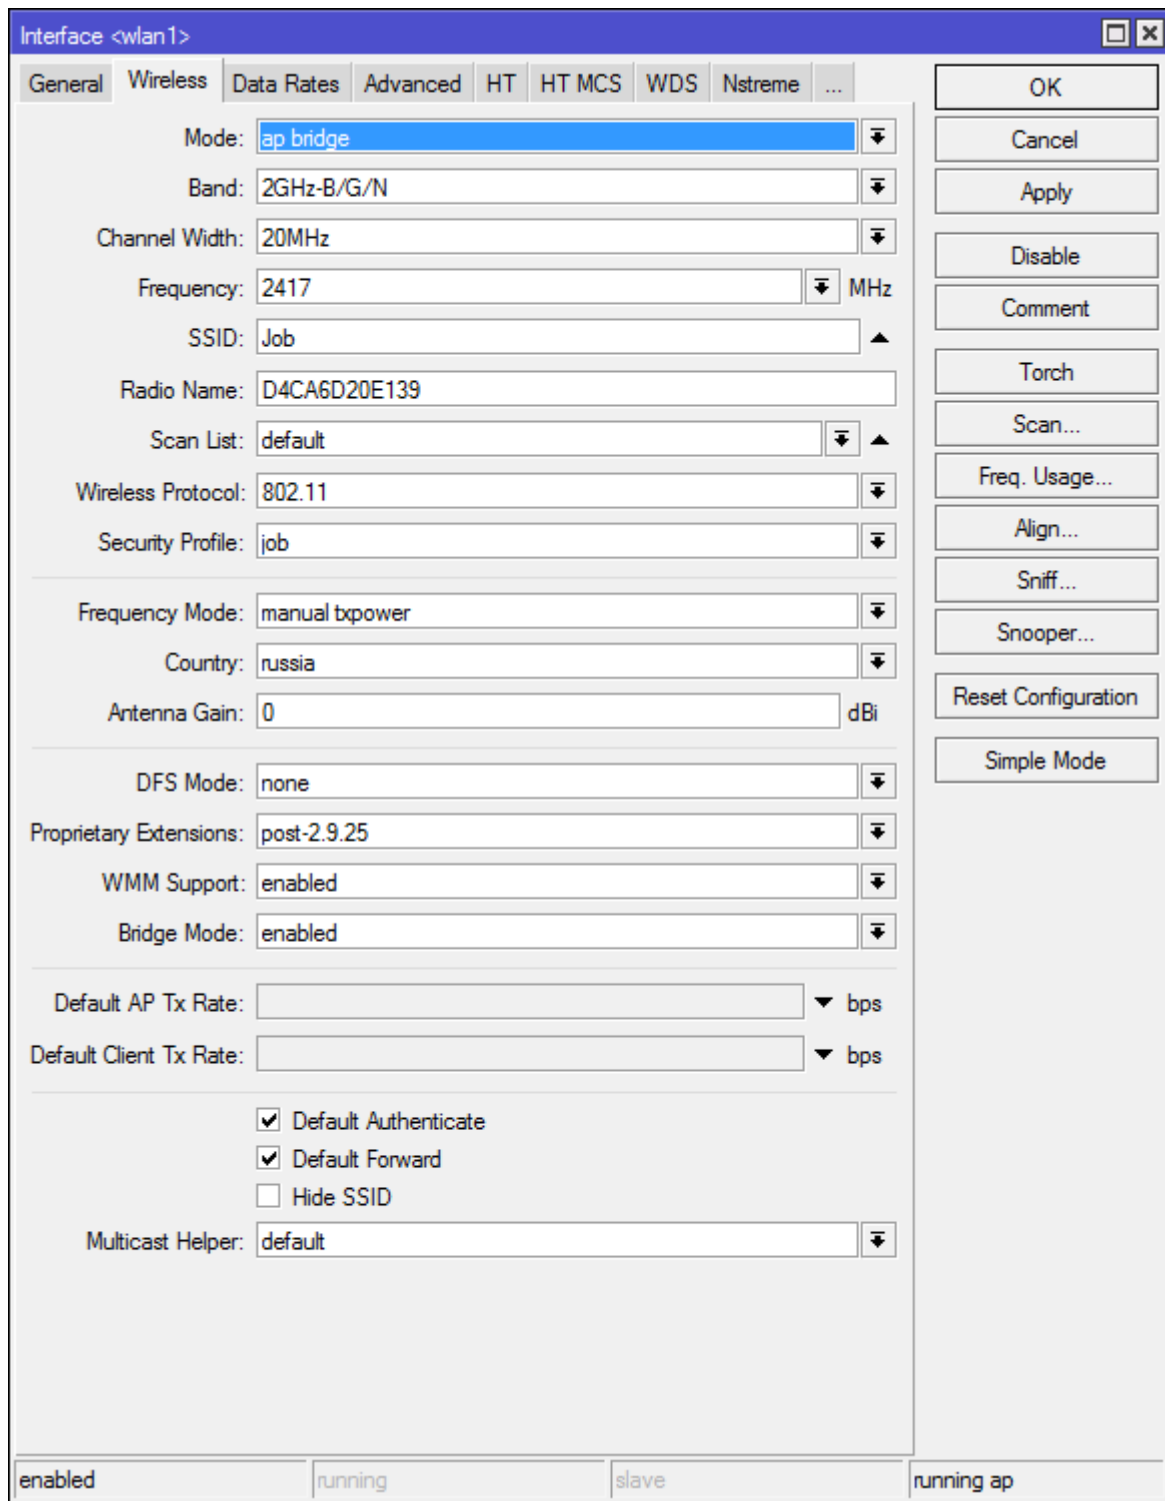 Interface <wlan1>
General Wireless Data Rates Advanced HT HT MCS WDS Nstreme ...
Mode: ap bridge
Band: 2GHz-B/G/N
Channel Width: 20MHz
Frequency: 2417 MHz
SSID: Job
Radio Name: D4CA6D20E139
Scan List: default
Wireless Protocol: 802.11
Security Profile: job
Frequency Mode: manual txpower
Country: russia
Antenna Gain: 0 dBi
DFS Mode: none
Proprietary Extensions: post-2.9.25
WMM Support: enabled
Bridge Mode: enabled
Default AP Tx Rate: bps
Default Client Tx Rate: bps
Default Authenticate
Default Forward
Hide SSID
Multicast Helper: default
OK
Cancel
Apply
Disable
Comment
Torch
Scan...
Freq. Usage...
Align...
Sniff...
Snooper...
Reset Configuration
Simple Mode
enabled running slave running ap